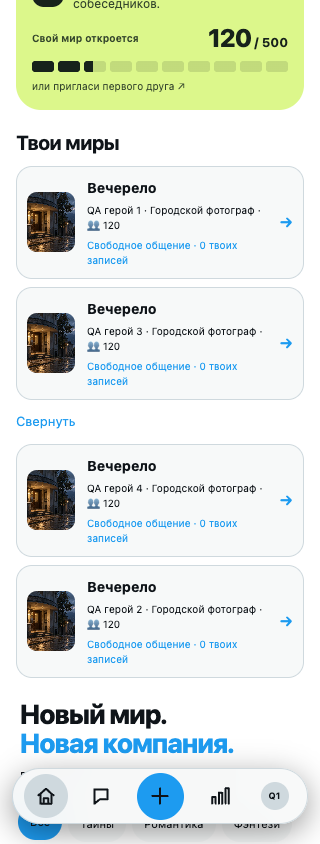 собеседников.
Свой мир откроется
120 / 500
или пригласи первого друга ↗
Твои миры
Вечерело
QA герой 1 · Городской фотограф ·
👥 120
Свободное общение · 0 твоих
записей
→
Вечерело
QA герой 3 · Городской фотограф ·
👥 120
Свободное общение · 0 твоих
записей
→
Свернуть
Вечерело
QA герой 4 · Городской фотограф ·
👥 120
Свободное общение · 0 твоих
записей
→
Вечерело
QA герой 2 · Городской фотограф ·
👥 120
Свободное общение · 0 твоих
записей
→
Новый мир.
Новая компания.
Q1
Тайны
Романтика
Фэнтези